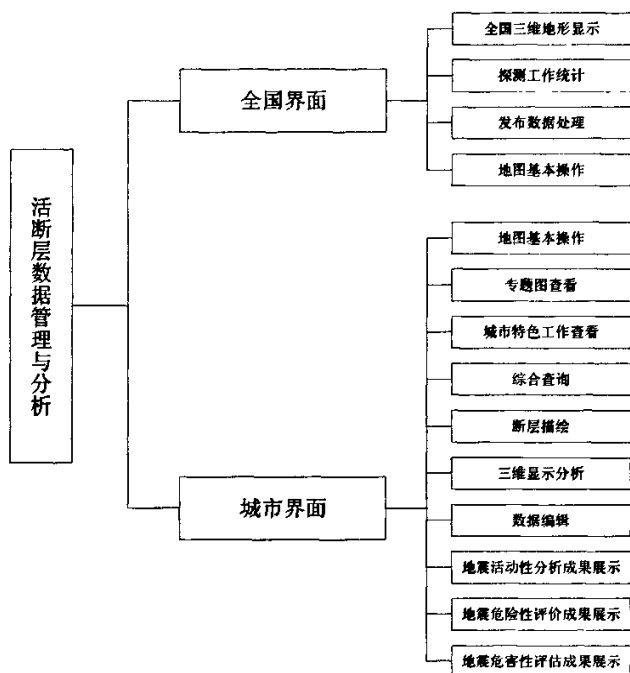 活断层数据管理与分析
全国界面
全国三维地形显示
探测工作统计
发布数据处理
地图基本操作
城市界面
地图基本操作
专题图查看
城市特色工作查看
综合查询
断层描绘
三维显示分析
数据编辑
地震活动性分析成果展示
地震危险性评价成果展示
地震危害性评估成果展示